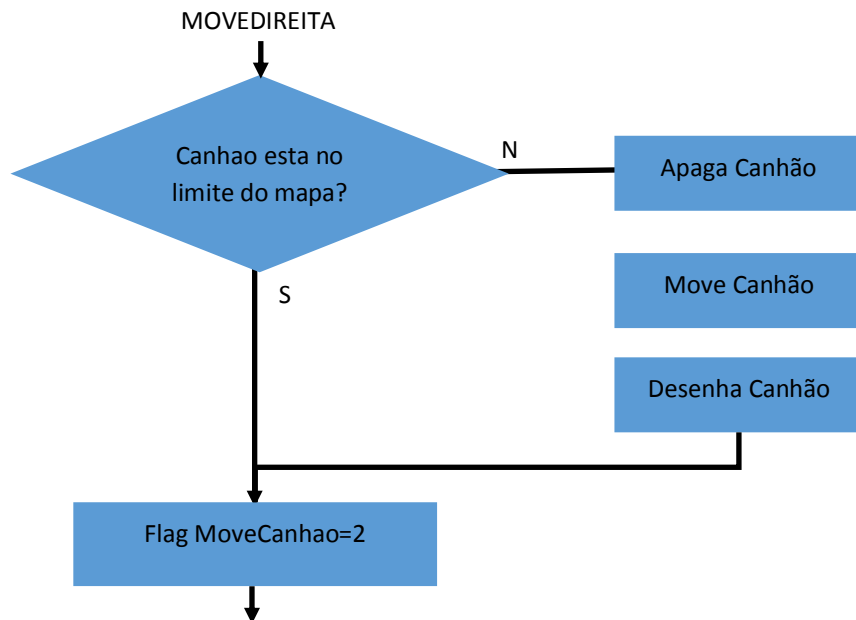 MOVEDIREITA
Canhao esta no
limite do mapa?
N
Apaga Canhão
Move Canhão
S
Desenha Canhão
Flag MoveCanhao=2